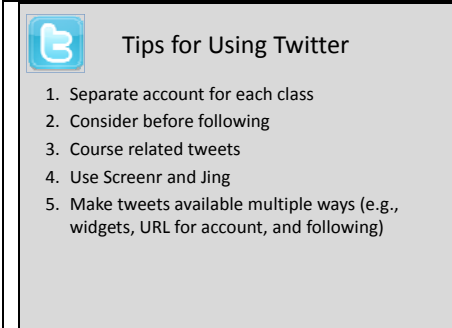 Tips for Using Twitter
1. Separate account for each class
2. Consider before following
3. Course related tweets
4. Use Screenr and Jing
5. Make tweets available multiple ways (e.g.,
widgets, URL for account, and following)